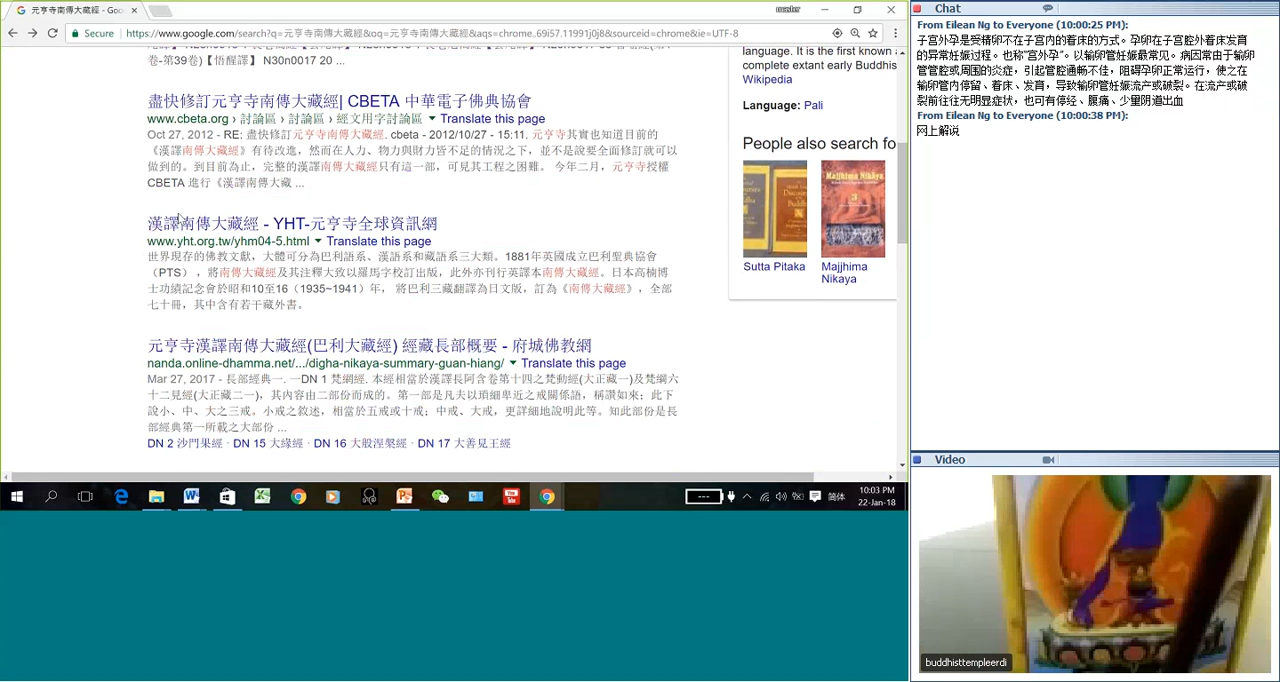 元亨寺南傳大藏經 - Goo
master
Secure
https://www.google.com/search?q=元亨寺南傳大藏經&oq=元亨寺南傳大藏經&aqs=chrome..69i57.11991j0j8&sourceid=chrome&ie=UTF-8
卷-第39卷)【悟醒譯】 N30n0017 20 ...
盡快修訂元亨寺南傳大藏經| CBETA 中華電子佛典協會
www.cbeta.org › 討論區 › 討論區 › 經文用字討論區 ▼ Translate this page
Oct 27, 2012 - RE: 盡快修訂元亨寺南傳大藏經. cbeta - 2012/10/27 - 15:11. 元亨寺其實也知道目前的
《漢譯南傳大藏經》有待改進，然而在人力、物力與財力皆不足的情況之下，並不是說要全面修訂就可以
做到的。到目前為止，完整的漢譯南傳大藏經只有這一部，可見其工程之困難。 今年二月，元亨寺授權
CBETA 進行《漢譯南傳大藏 ...
漢譯南傳大藏經 - YHT-元亨寺全球資訊網
www.yht.org.tw/yhm04-5.html ▼ Translate this page
世界現存的佛教文獻，大體可分為巴利語系、漢語系和藏語系三大類。1881年英國成立巴利聖典協會
（PTS），將南傳大藏經及其注釋大致以羅馬字校訂出版，此外亦刊行英譯本南傳大藏經。日本高楠博
士功績記念會於昭和10至16（1935~1941）年， 將巴利三藏翻譯為日文版，訂為《南傳大藏經》，全部
七十冊，其中含有若干藏外書。
元亨寺漢譯南傳大藏經(巴利大藏經) 經藏長部概要 - 府城佛教網
nanda.online-dhamma.net/.../digha-nikaya-summary-guan-hiang/ ▼ Translate this page
Mar 27, 2017 - 長部經典一. 一DN 1 梵網經. 本經相當於漢譯長阿含卷第十四之梵動經(大正藏一)及梵網六
十二見經(大正藏二一)，其內容由二部份而成的。第一部是凡夫以瑣細卑近之戒關係語，稱讚如來；此下
說小、中、大之三戒。小戒之敘述，相當於五戒或十戒；中戒、大戒，更詳細地說明此等。知此部份是長
部經典第一所載之大部份 ...
DN 2 沙門果經 · DN 15 大緣經 · DN 16 大般涅槃經 · DN 17 大善見王經
language. It is the first known
complete extant early Buddhis
Wikipedia
Language: Pali
People also search fo
Majjhima
Nikaya
3
Sutta Pitaka
Majjhima
Nikaya
简体
10:03 PM
22-Jan-18
Chat
From Eilean Ng to Everyone (10:00:25 PM):
子宫外孕是受精卵不在子宫内的着床的方式。孕卵在子宫腔外着床发育
的异常妊娠过程。也称"宫外孕"。以输卵管妊娠最常见。病因常由于输卵
管管腔或周围的炎症，引起管腔通畅不佳，阻碍孕卵正常运行，使之在
输卵管内停留、着床、发育，导致输卵管妊娠流产或破裂。在流产或破
裂前往往无明显症状，也可有停经、腹痛、少量阴道出血
From Eilean Ng to Everyone (10:00:38 PM):
网上解说
Video
buddhisttempleerdi